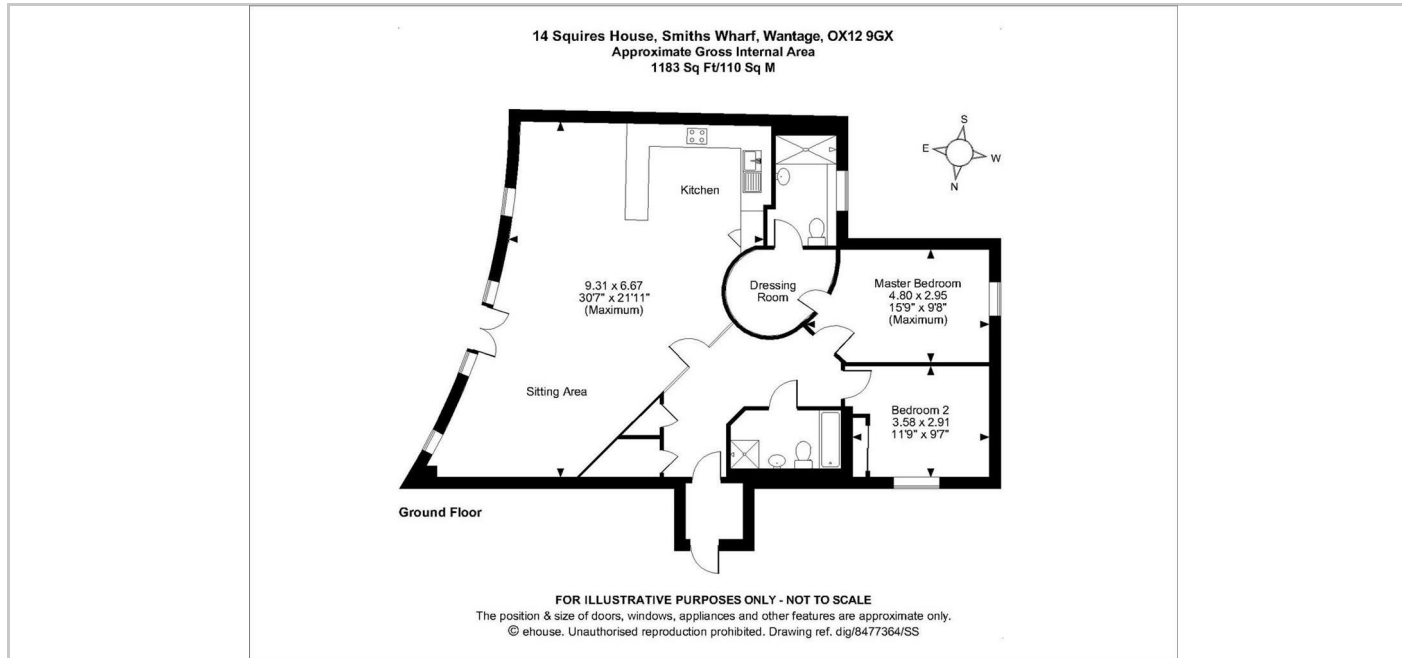 14 Squires House, Smiths Wharf, Wantage, OX12 9GX
Approximate Gross Internal Area
1183 Sq Ft/110 Sq M
S
E
W
N
Kitchen
9.31 x 6.67
30'7" x 21'11"
(Maximum)
Dressing
Room
Master Bedroom
4.80 x 2.95
15'9" x 9'8"
(Maximum)
Sitting Area
Bedroom 2
3.58 x 2.91
11'9" x 9'7"
Ground Floor
FOR ILLUSTRATIVE PURPOSES ONLY - NOT TO SCALE
The position & size of doors, windows, appliances and other features are approximate only.
© ehouse. Unauthorised reproduction prohibited. Drawing ref. dig/8477364/SS